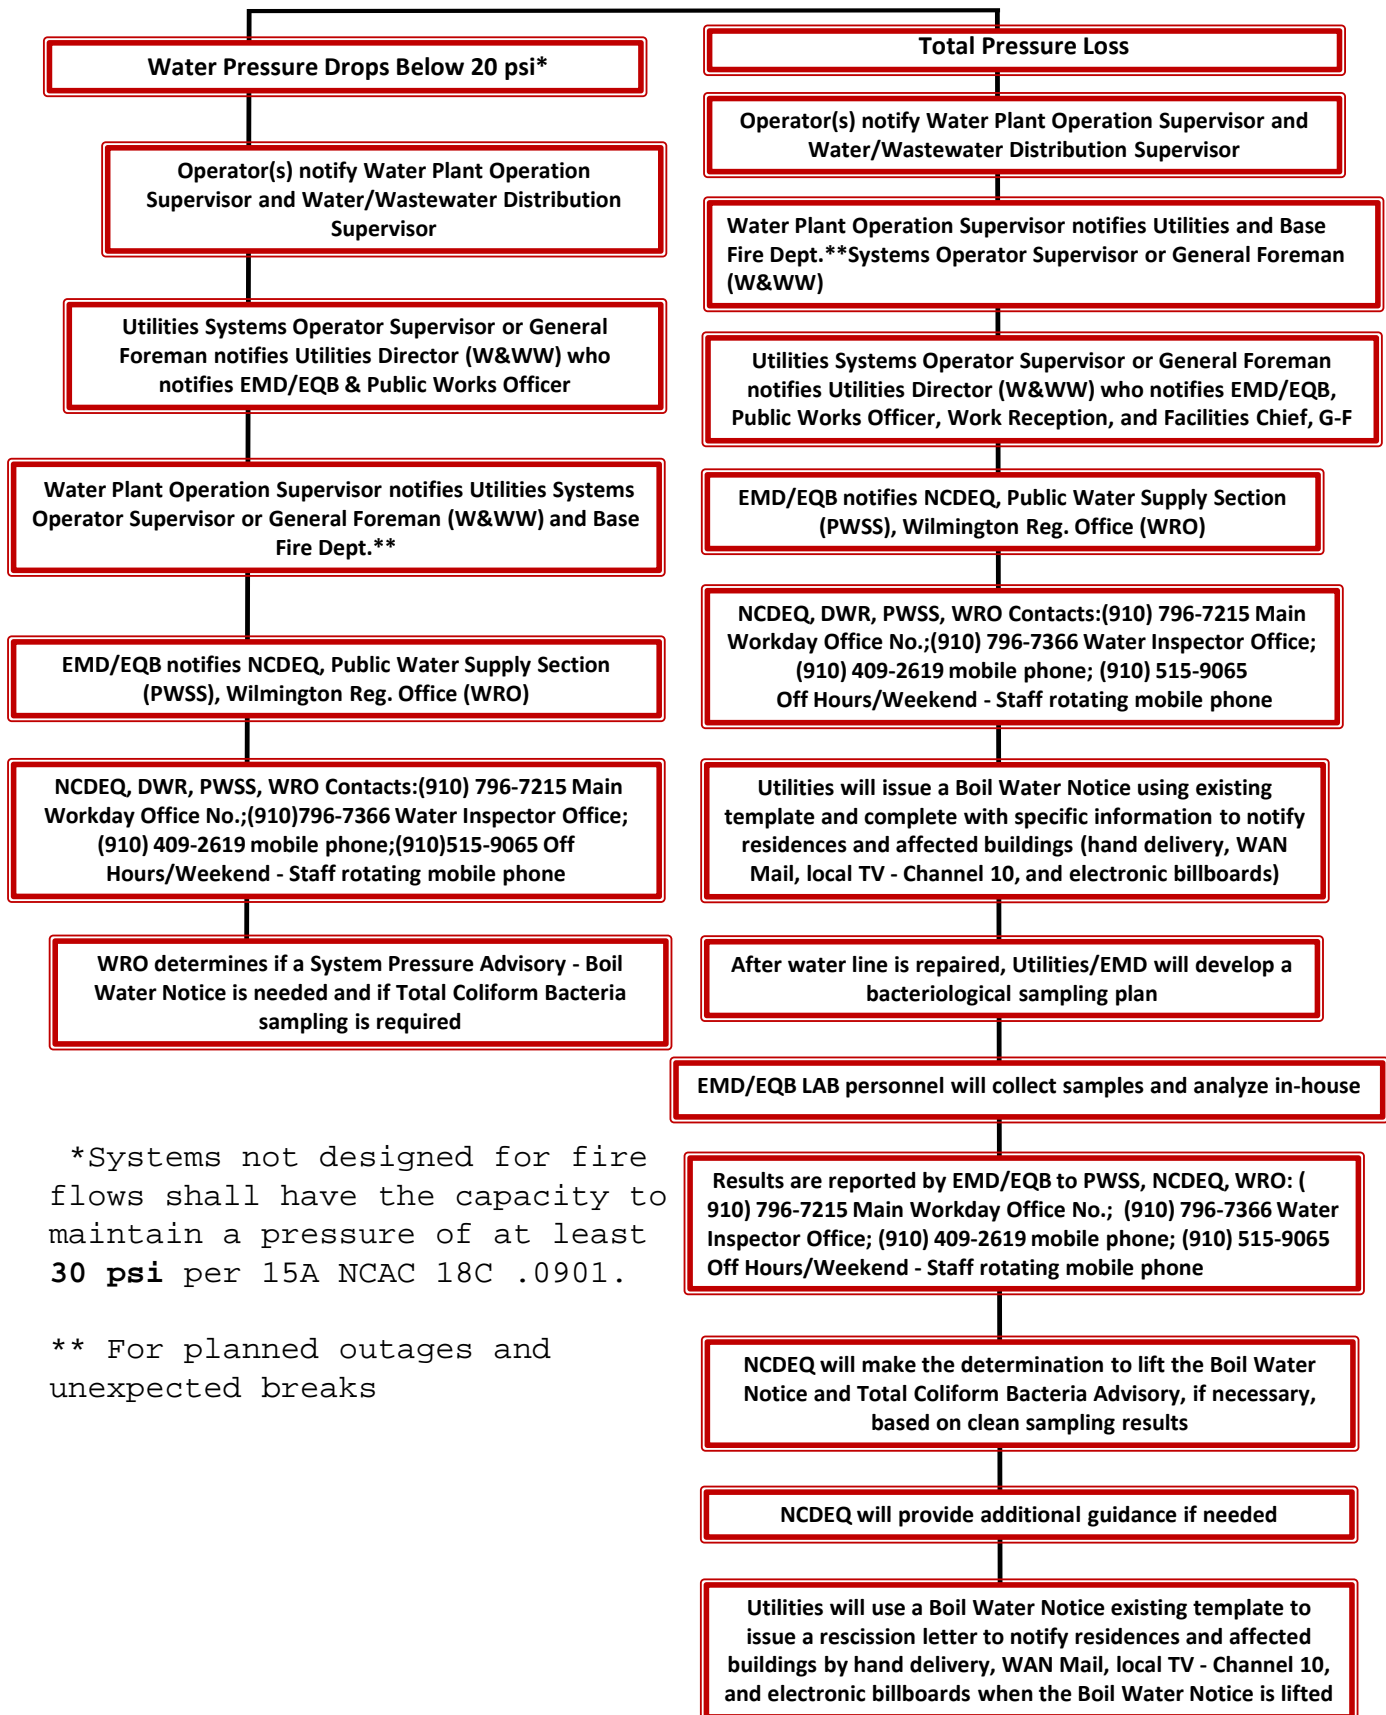 Water Pressure Drops Below 20 psi*
Operator(s) notify Water Plant Operation
Supervisor and Water/Wastewater Distribution
Supervisor
Utilities Systems Operator Supervisor or General
Foreman notifies Utilities Director (W&WW) who
notifies EMD/EQB & Public Works Officer
Water Plant Operation Supervisor notifies Utilities Systems
Operator Supervisor or General Foreman (W&WW) and Base
Fire Dept.**
EMD/EQB notifies NCDEQ, Public Water Supply Section
(PWSS), Wilmington Reg. Office (WRO)
NCDEQ, DWR, PWSS, WRO Contacts:(910) 796-7215 Main
Workday Office No.;(910)796-7366 Water Inspector Office;
(910) 409-2619 mobile phone;(910)515-9065 Off
Hours/Weekend - Staff rotating mobile phone
WRO determines if a System Pressure Advisory - Boil
Water Notice is needed and if Total Coliform Bacteria
sampling is required
*Systems not designed for fire
flows shall have the capacity to
maintain a pressure of at least
30 psi per 15A NCAC 18C .0901.
** For planned outages and
unexpected breaks
Total Pressure Loss
Operator(s) notify Water Plant Operation Supervisor and
Water/Wastewater Distribution Supervisor
Water Plant Operation Supervisor notifies Utilities and Base
Fire Dept.**Systems Operator Supervisor or General Foreman
(W&WW)
Utilities Systems Operator Supervisor or General Foreman
notifies Utilities Director (W&WW) who notifies EMD/EQB,
Public Works Officer, Work Reception, and Facilities Chief, G-F
EMD/EQB notifies NCDEQ, Public Water Supply Section
(PWSS), Wilmington Reg. Office (WRO)
NCDEQ, DWR, PWSS, WRO Contacts:(910) 796-7215 Main
Workday Office No.;(910) 796-7366 Water Inspector Office;
(910) 409-2619 mobile phone; (910) 515-9065
Off Hours/Weekend - Staff rotating mobile phone
Utilities will issue a Boil Water Notice using existing
template and complete with specific information to notify
residences and affected buildings (hand delivery, WAN
Mail, local TV - Channel 10, and electronic billboards)
After water line is repaired, Utilities/EMD will develop a
bacteriological sampling plan
EMD/EQB LAB personnel will collect samples and analyze in-house
Results are reported by EMD/EQB to PWSS, NCDEQ, WRO: (
910) 796-7215 Main Workday Office No.; (910) 796-7366 Water
Inspector Office; (910) 409-2619 mobile phone; (910) 515-9065
Off Hours/Weekend - Staff rotating mobile phone
NCDEQ will make the determination to lift the Boil Water
Notice and Total Coliform Bacteria Advisory, if necessary,
based on clean sampling results
NCDEQ will provide additional guidance if needed
Utilities will use a Boil Water Notice existing template to
issue a rescission letter to notify residences and affected
buildings by hand delivery, WAN Mail, local TV - Channel 10,
and electronic billboards when the Boil Water Notice is lifted